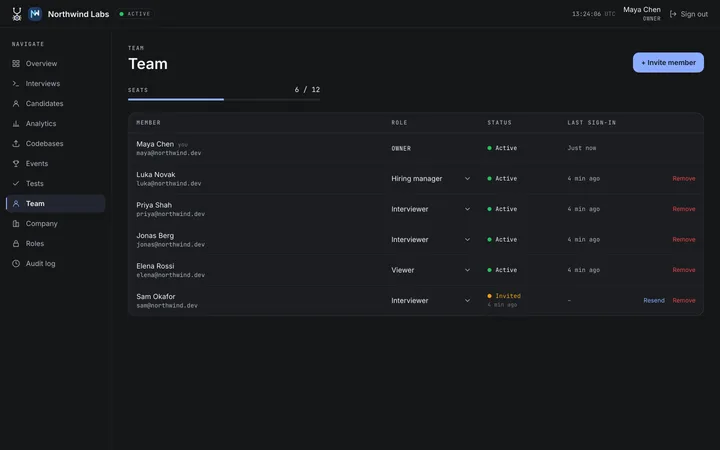 Northwind Labs
ACTIVE
13:24:06 UTC
Maya Chen
OWNER
Sign out
NAVIGATE
Overview
Interviews
Candidates
Analytics
Codebases
Events
Tests
Team
Company
Roles
Audit log
TEAM
Team
+ Invite member
SEATS 6 / 12
MEMBER ROLE STATUS LAST SIGN-IN
Maya Chen you
maya@northwind.dev
OWNER Active Just now
Luka Novak
luka@northwind.dev
Hiring manager Active 4 min ago Remove
Priya Shah
priya@northwind.dev
Interviewer Active 4 min ago Remove
Jonas Berg
jonas@northwind.dev
Interviewer Active 4 min ago Remove
Elena Rossi
elena@northwind.dev
Viewer Active 4 min ago Remove
Sam Okafor
sam@northwind.dev
Interviewer Invited
4 min ago
– Resend Remove